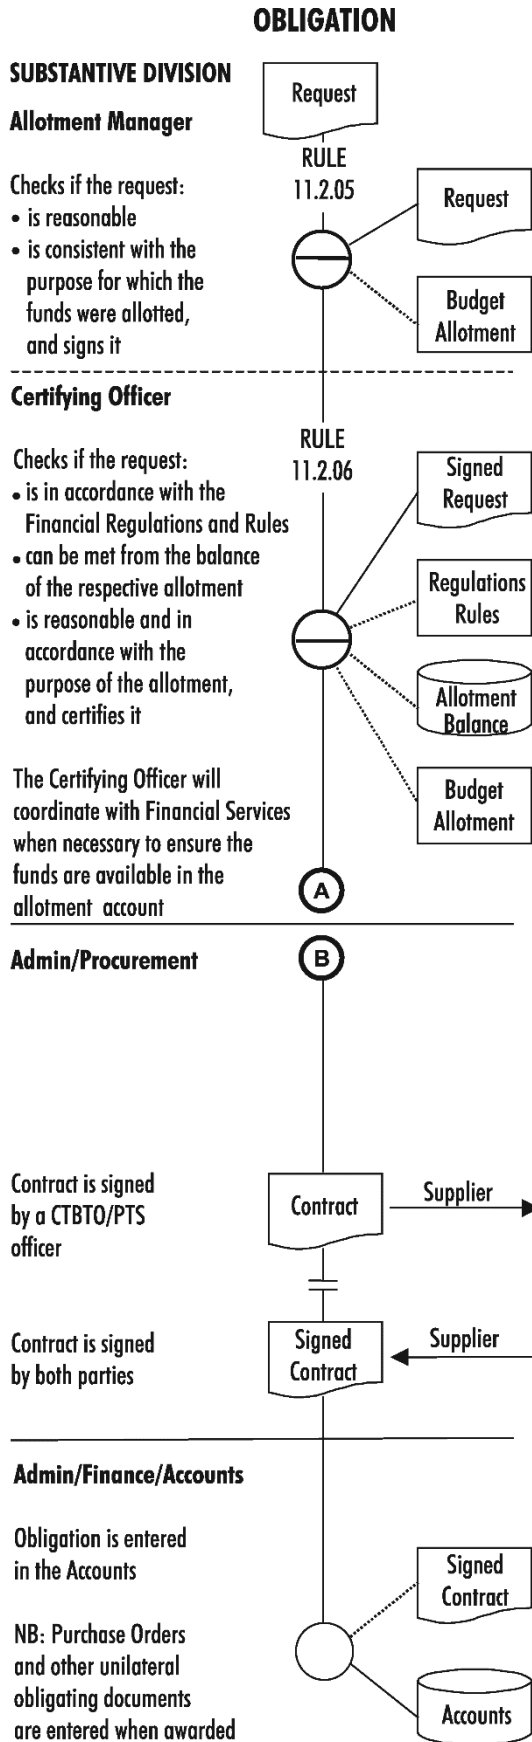 OBLIGATION
SUBSTANTIVE DIVISION
Request
Allotment Manager
RULE
11.2.05
Checks if the request:
• is reasonable
• is consistent with the
purpose for which the
funds were allotted,
and signs it
Request
Budget
Allotment
Certifying Officer
RULE
11.2.06
Checks if the request:
• is in accordance with the
Financial Regulations and Rules
• can be met from the balance
of the respective allotment
• is reasonable and in
accordance with the
purpose of the allotment,
and certifies it
Signed
Request
Regulations
Rules
Allotment
Balance
Budget
Allotment
The Certifying Officer will
coordinate with Financial Services
when necessary to ensure the
funds are available in the
allotment account
A
Admin/Procurement
B
Contract is signed
by a CTBTO/PTS
officer
Contract
Supplier
Contract is signed
by both parties
Signed
Contract
Supplier
Admin/Finance/Accounts
Obligation is entered
in the Accounts
Signed
Contract
NB: Purchase Orders
and other unilateral
obligating documents
are entered when awarded
Accounts